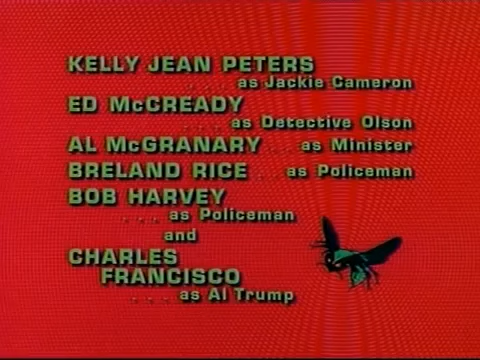 KELLY JEAN PETERS
. . . as Jackie Cameron
ED McCREADY
. . . as Detective Olson
AL McGRANARY . . as Minister
BRELAND RICE . . as Policeman
BOB HARVEY
. . . as Policeman
and
CHARLES
FRANCISCO
. . . as Al Trump